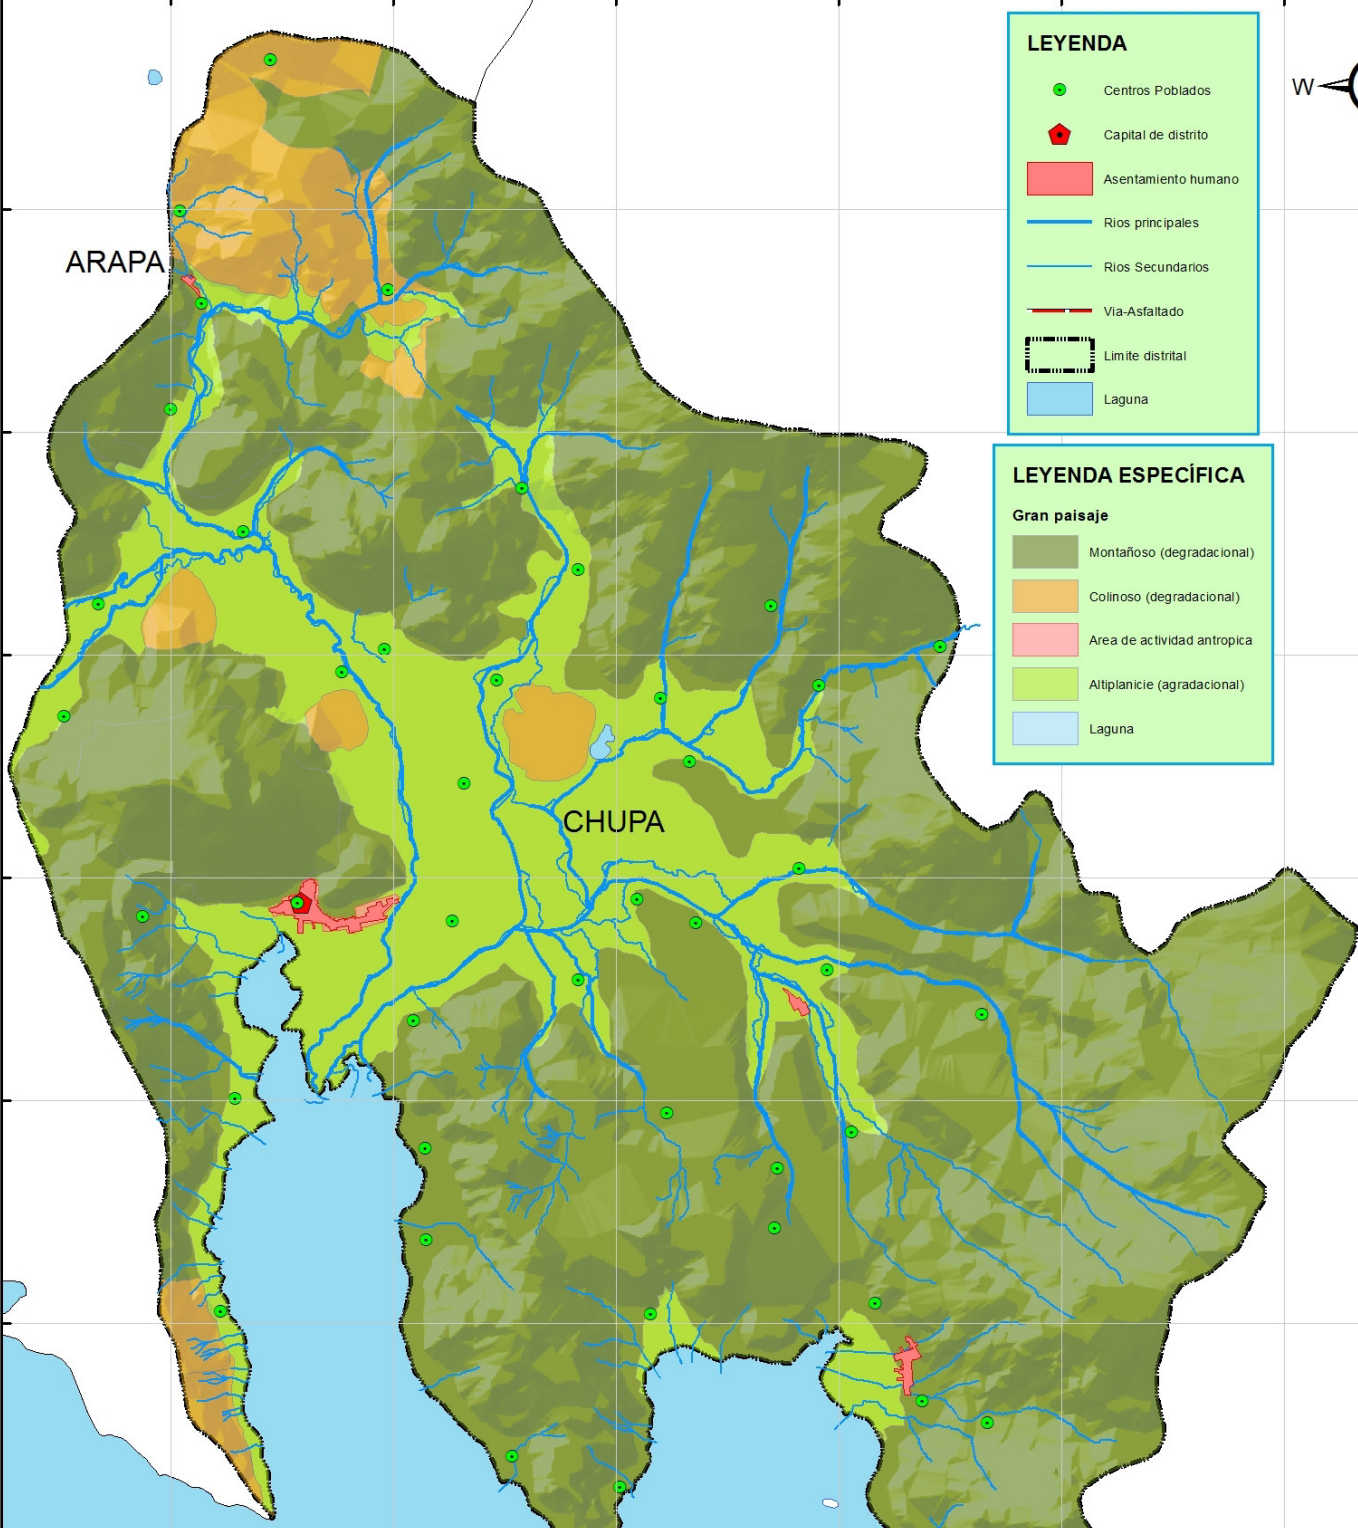 LEYENDA
Centros Poblados
Capital de distrito
Asentamiento humano
Rios principales
Rios Secundarios
Via-Asfaltado
Limite distrital
Laguna
W
LEYENDA ESPECÍFICA
Gran paisaje
Montañoso (degradacional)
Colinoso (degradacional)
Area de actividad antropica
Altiplanicie (agradacional)
Laguna
ARAPA
CHUPA